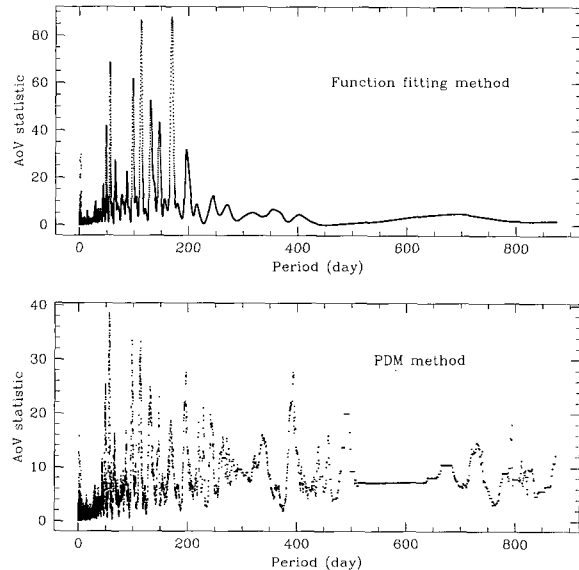 80
60
40
20
0
AoV statistic
Function fitting method
0 200 400 600 800
Period (day)
40
30
20
10
0
AoV statistic
PDM method
0 200 400 600 800
Period (day)